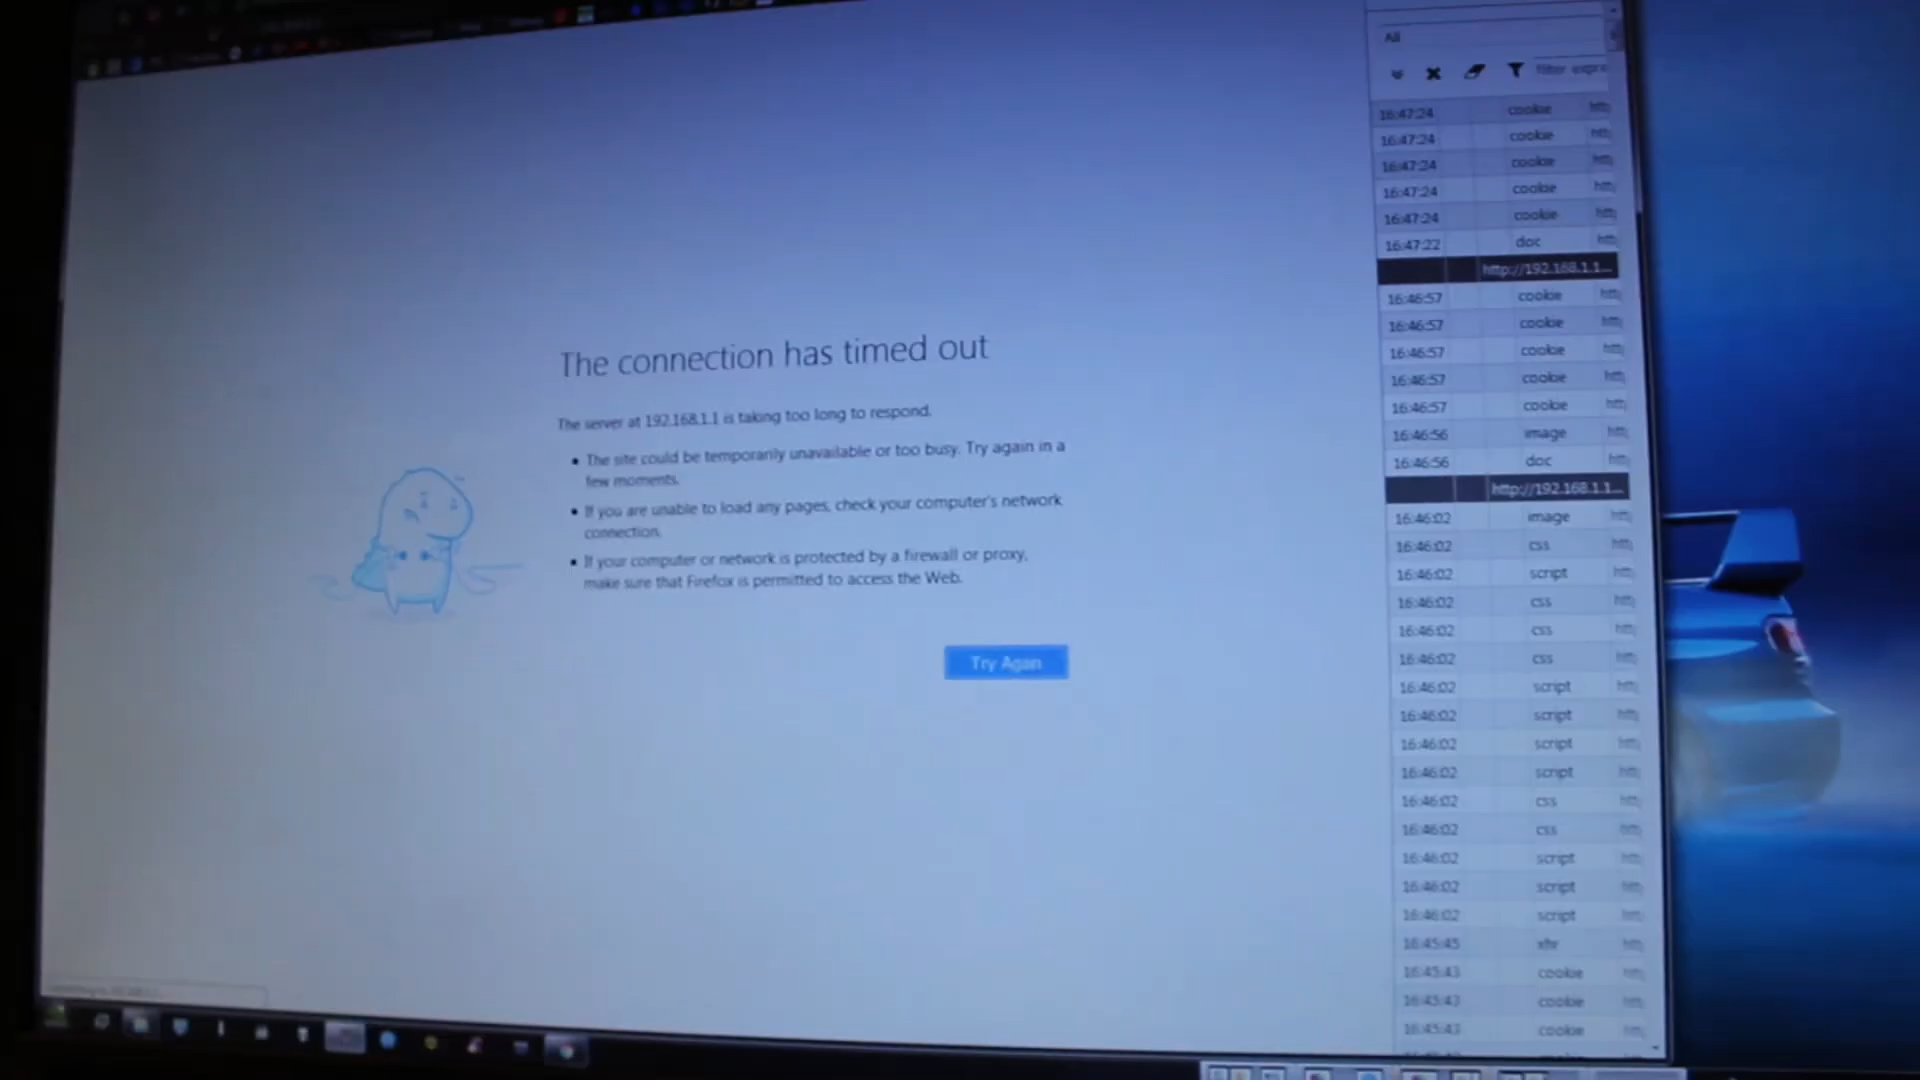 All
filter expre
16:47:24 cookie
16:47:24 cookie
16:47:24 cookie
16:47:24 cookie
16:47:24 cookie
16:47:22 doc
http://192.168.1.1...
16:46:57 cookie
16:46:57 cookie
16:46:57 cookie
16:46:57 cookie
16:46:57 cookie
16:46:56 image
16:46:56 doc
http://192.168.1.1...
16:46:02 image
16:46:02 css
16:46:02 script
16:46:02 css
16:46:02 css
16:46:02 css
16:46:02 script
16:46:02 script
16:46:02 script
16:46:02 script
16:46:02 css
16:46:02 css
16:46:02 script
16:46:02 script
16:46:02 script
16:45:45 xhr
16:45:43 cookie
16:45:43 cookie
16:45:43 cookie
The connection has timed out
The server at 192.168.1.1 is taking too long to respond.
The site could be temporarily unavailable or too busy. Try again in a
few moments.
If you are unable to load any pages, check your computer's network
connection.
If your computer or network is protected by a firewall or proxy,
make sure that Firefox is permitted to access the Web.
Try Again